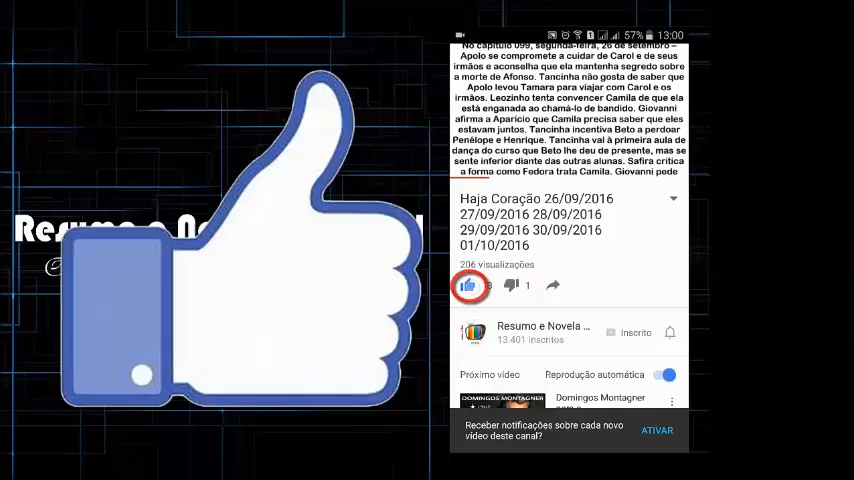 Resumo e No
57% 13:00
No capítulo 099, segunda-feira, 26 de setembro –
Apolo se compromete a cuidar de Carol e de seus
irmãos e aconselha que ela mantenha segredo sobre
a morte de Afonso. Tancinha não gosta de saber que
Apolo levou Tamara para viajar com Carol e os
irmãos. Leozinho tenta convencer Camila de que ela
está enganada ao chamá-lo de bandido. Giovanni
afirma a Aparício que Camila precisa saber que eles
estavam juntos. Tancinha incentiva Beto a perdoar
Penélope e Henrique. Tancinha vai à primeira aula de
dança do curso que Beto lhe deu de presente, mas se
sente inferior diante das outras alunas. Safira critica
a forma como Fedora trata Camila. Giovanni pede
Haja Coração 26/09/2016
27/09/2016 28/09/2016
29/09/2016 30/09/2016
01/10/2016
206 visualizações
1
Resumo e Novela ...
Inscrito
13.401 inscritos
Próximo vídeo
Reprodução automática
DOMINGOS MONTAGNER
Domingos Montagner
Receber notificações sobre cada novo
vídeo deste canal?
ATIVAR